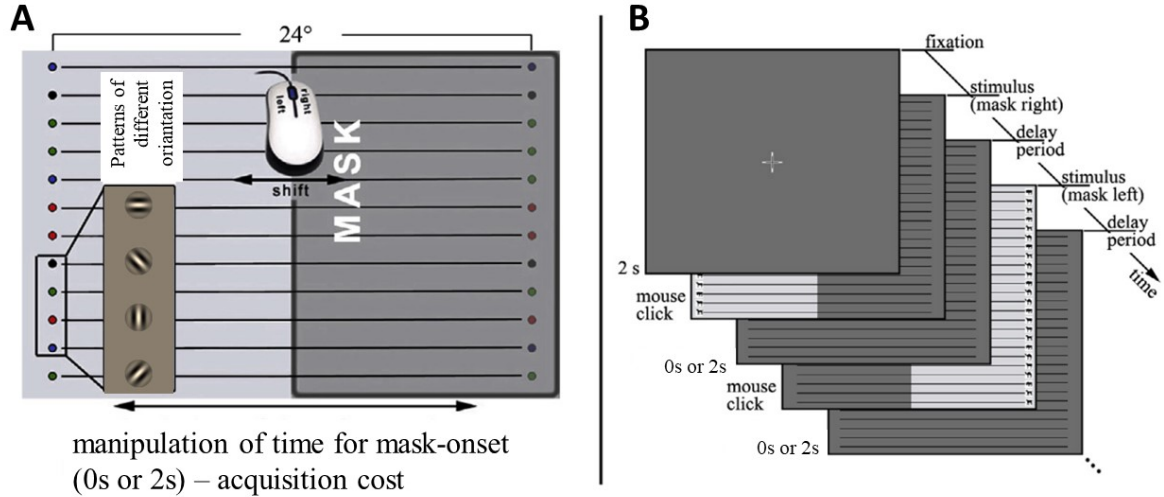 A
24°
Patterns of
different
oriantation
left
right
shift
MASK
manipulation of time for mask-onset
(0s or 2s) – acquisition cost
B
fixation
stimulus
(mask right)
delay
period
stimulus
(mask left)
delay
period
time
2 s
mouse
click
0s or 2s
mouse
click
0s or 2s